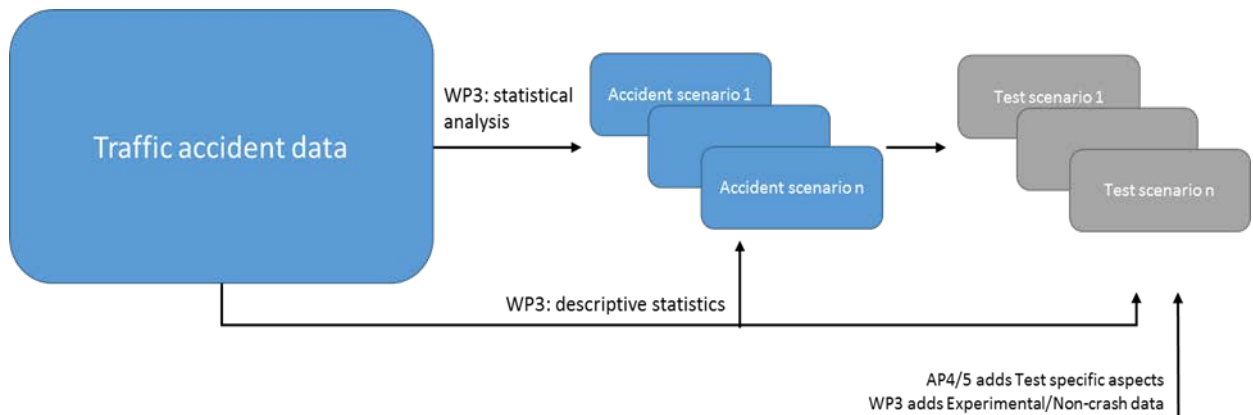 Traffic accident data
WP3: statistical
analysis
Accident scenario 1
Accident scenario n
Test scenario 1
Test scenario n
WP3: descriptive statistics
AP4/5 adds Test specific aspects
WP3 adds Experimental/Non-crash data